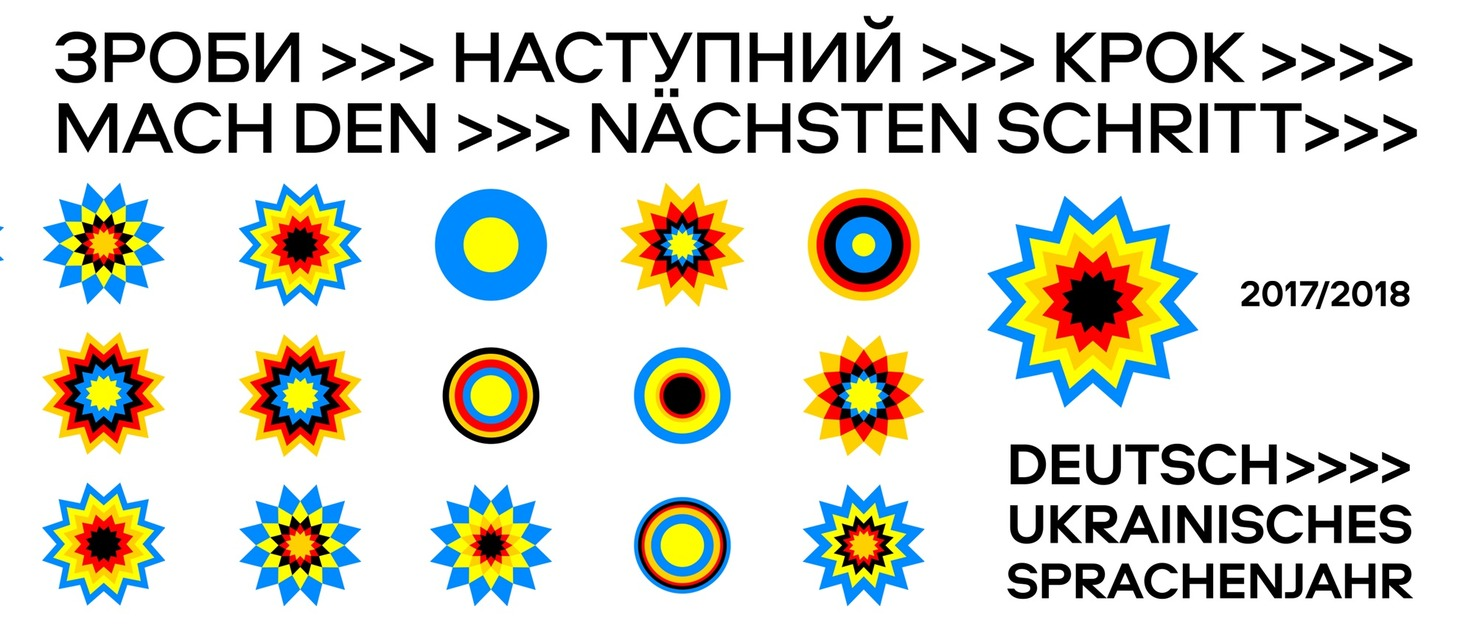 ЗРОБИ >>> НАСТУПНИЙ >>> КРОК >>>>
MACH DEN >>> NÄCHSTEN SCHRITT>>>
2017/2018
DEUTSCH>>>>
UKRAINISCHES
SPRACHENJAHR